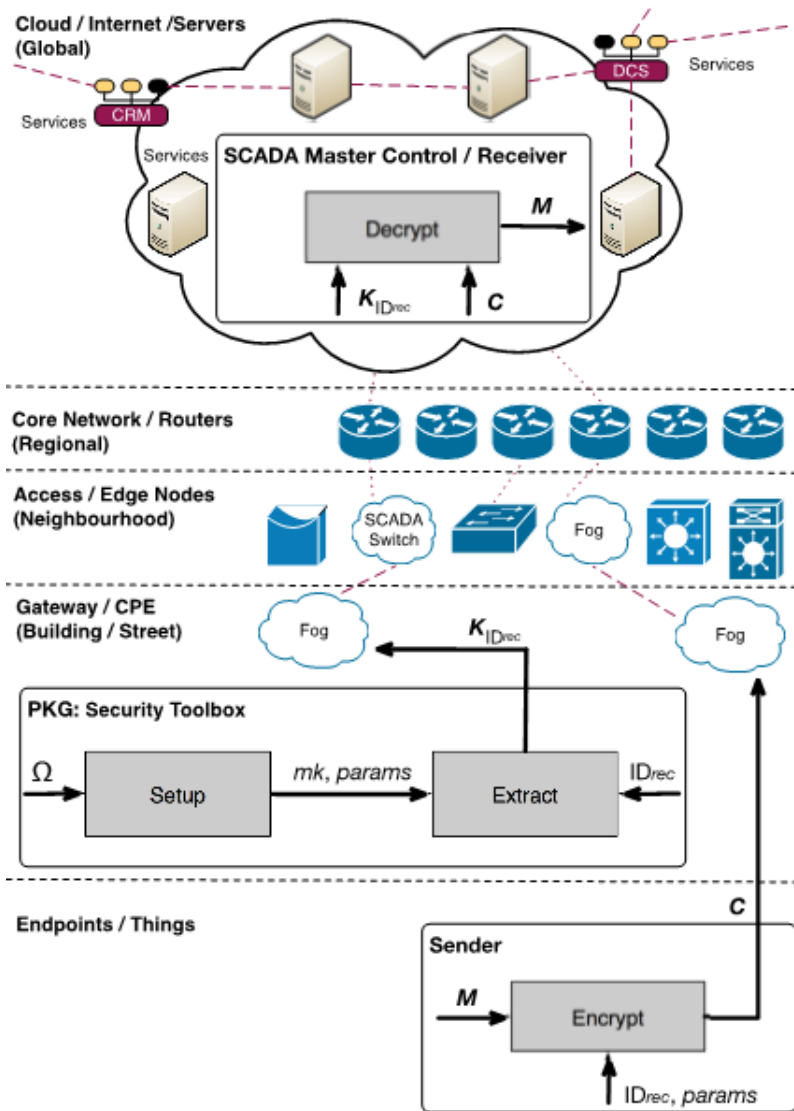 Cloud / Internet /Servers
(Global)
Services
DCS
CRM
Services
Services
SCADA Master Control / Receiver
Decrypt
M
K_IDrec
C
Core Network / Routers
(Regional)
Access / Edge Nodes
(Neighbourhood)
SCADA
Switch
Fog
Gateway / CPE
(Building / Street)
Fog
K_IDrec
Fog
PKG: Security Toolbox
Ω
Setup
mk, params
Extract
IDrec
C
Endpoints / Things
Sender
M
Encrypt
IDrec, params